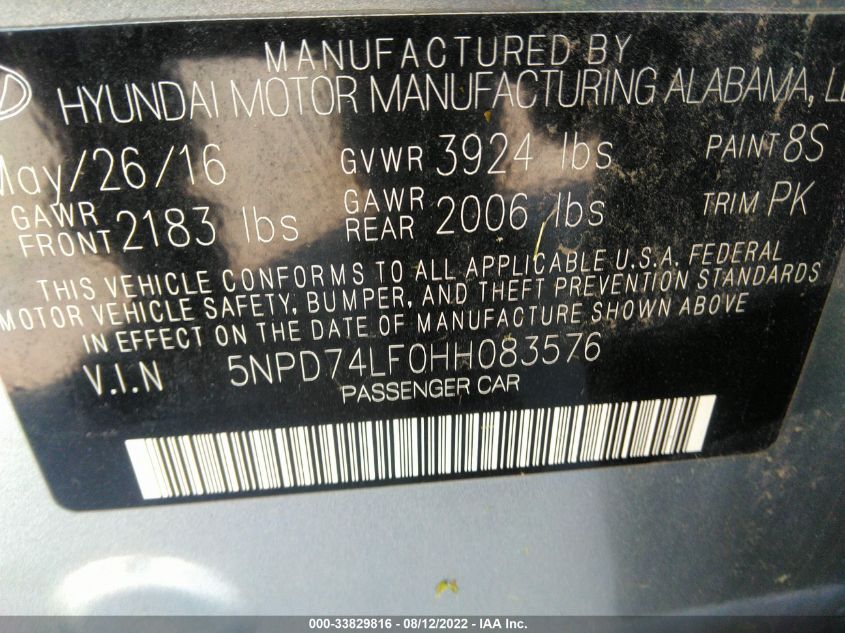 MANUFACTURED BY
HYUNDAI MOTOR MANUFACTURING ALABAMA,
May/26/16 GVWR 3924 lbs PAINT 8S
GAWR FRONT 2183 lbs GAWR REAR 2006 lbs TRIM PK
THIS VEHICLE CONFORMS TO ALL APPLICABLE U.S.A. FEDERAL
MOTOR VEHICLE SAFETY, BUMPER, AND THEFT PREVENTION STANDARDS
IN EFFECT ON THE DATE OF MANUFACTURE SHOWN ABOVE
V.I.N 5NPD74LF0HH083576
PASSENGER CAR
000-33829816 - 08/12/2022 - IAA Inc.